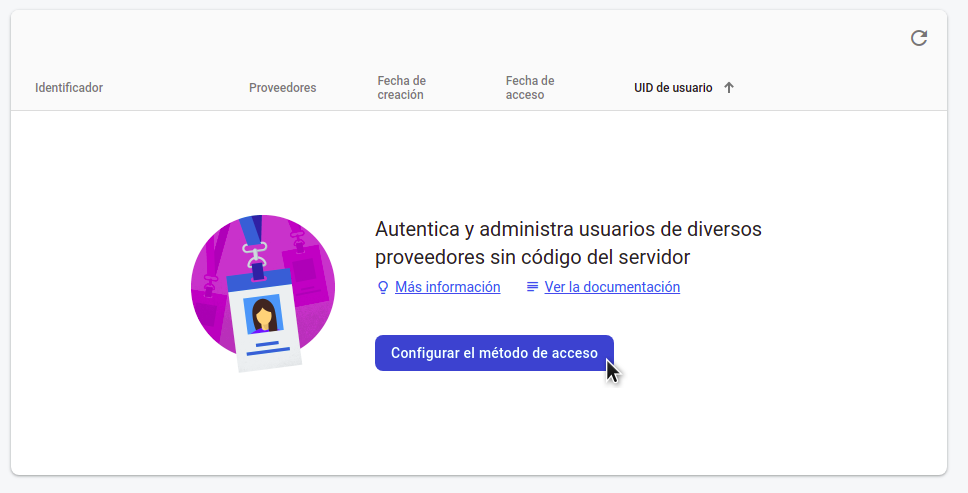 Identificador
Proveedores
Fecha de
creación
Fecha de
acceso
UID de usuario
Autentica y administra usuarios de diversos
proveedores sin código del servidor
Más información
Ver la documentación
Configurar el método de acceso